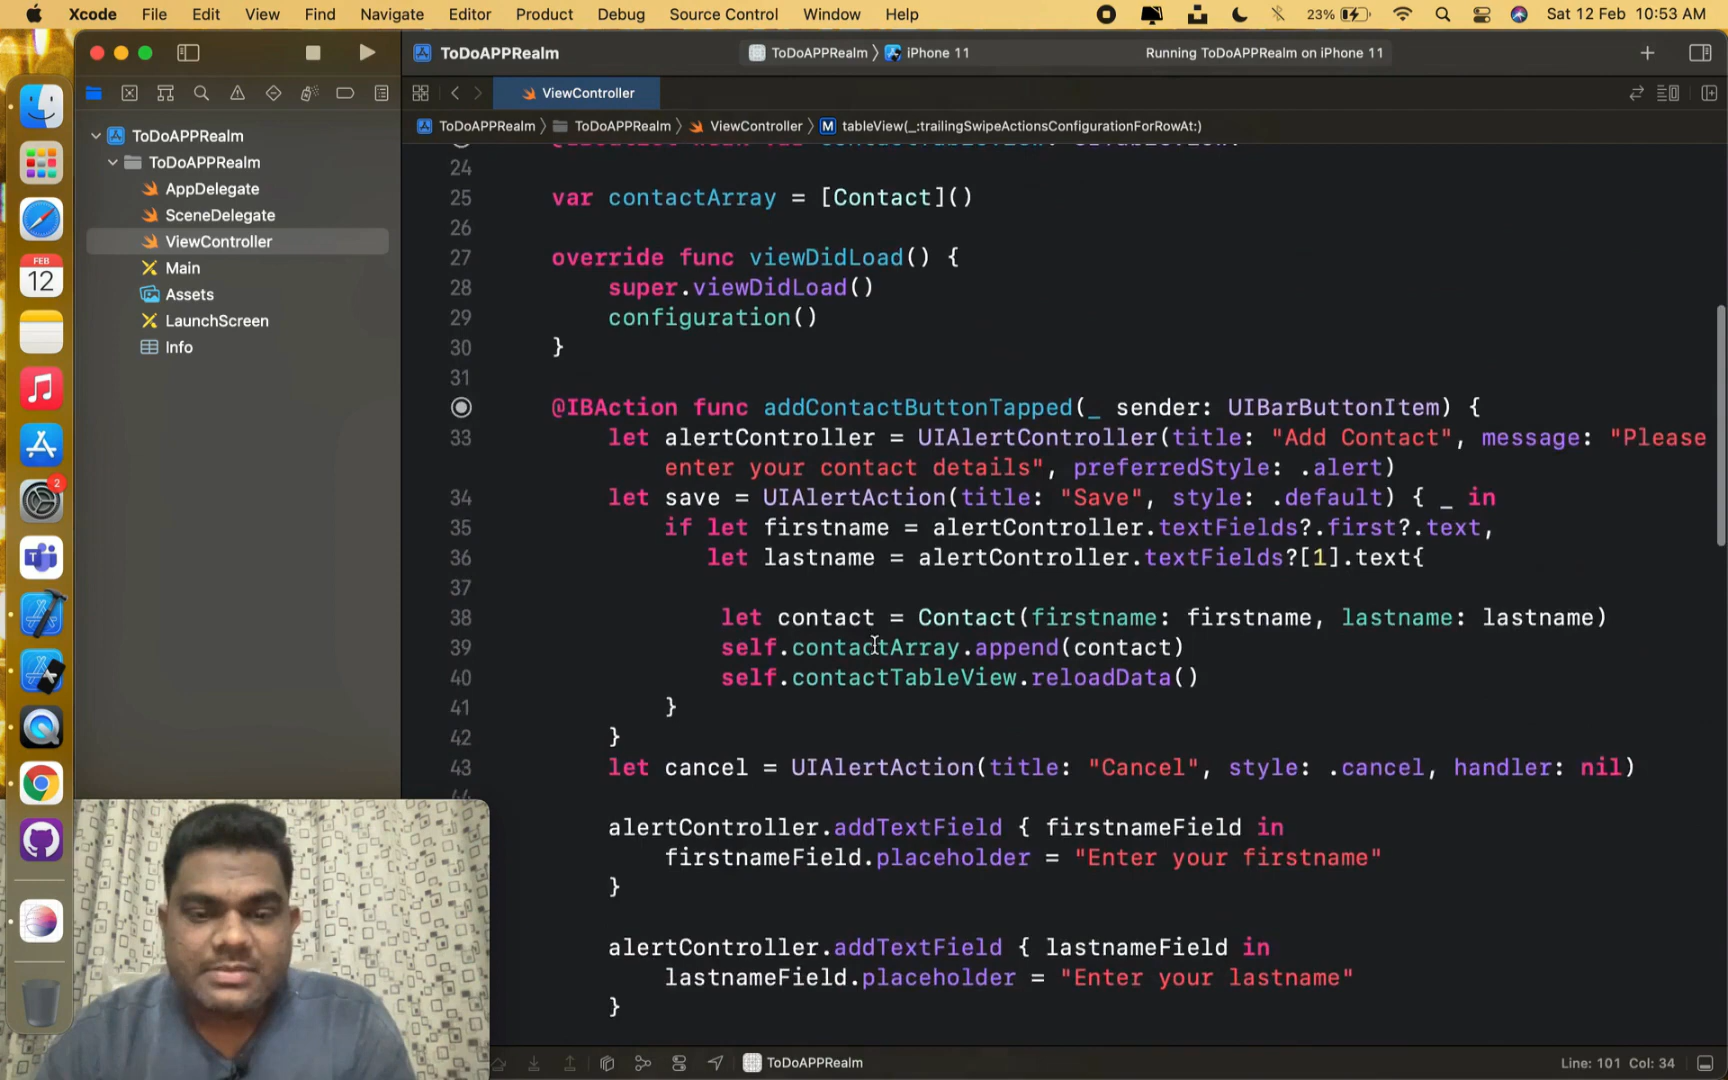 Xcode File Edit View Find Navigate Editor Product Debug Source Control Window Help 23% Sat 12 Feb 10:53 AM
ToDoAPPRealm ToDoAPPRealm iPhone 11 Running ToDoAPPRealm on iPhone 11
ViewController
ToDoAPPRealm ToDoAPPRealm ViewController M tableView(_:trailingSwipeActionsConfigurationForRowAt:)
ToDoAPPRealm
ToDoAPPRealm
AppDelegate
SceneDelegate
ViewController
Main
Assets
LaunchScreen
Info
FEB
12
2
24
25 var contactArray = [Contact]()
26
27 override func viewDidLoad() {
28 super.viewDidLoad()
29 configuration()
30 }
31
@IBAction func addContactButtonTapped(_ sender: UIBarButtonItem) {
33 let alertController = UIAlertController(title: "Add Contact", message: "Please
enter your contact details", preferredStyle: .alert)
34 let save = UIAlertAction(title: "Save", style: .default) { _ in
35 if let firstname = alertController.textFields?.first?.text,
36 let lastname = alertController.textFields?[1].text{
37
38 let contact = Contact(firstname: firstname, lastname: lastname)
39 self.contactArray.append(contact)
40 self.contactTableView.reloadData()
41 }
42 }
43 let cancel = UIAlertAction(title: "Cancel", style: .cancel, handler: nil)
alertController.addTextField { firstnameField in
firstnameField.placeholder = "Enter your firstname"
}
alertController.addTextField { lastnameField in
lastnameField.placeholder = "Enter your lastname"
}
ToDoAPPRealm Line: 101 Col: 34